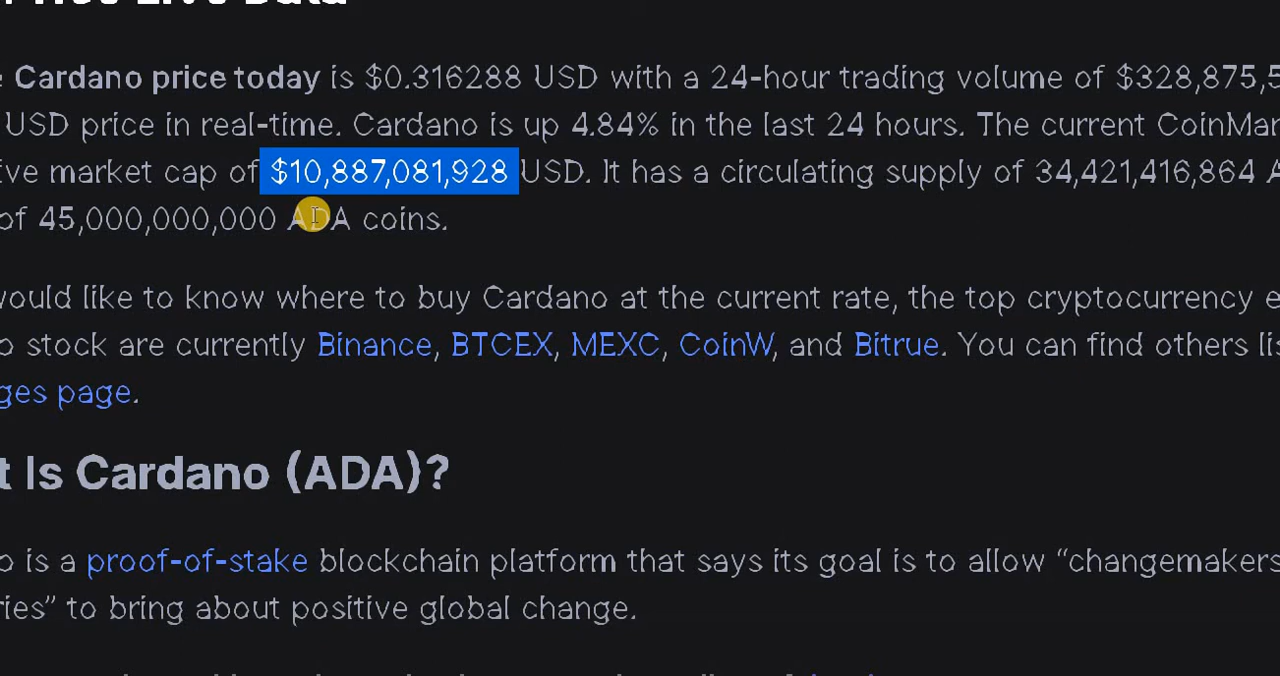 Cardano price today is $0.316288 USD with a 24-hour trading volume of $328,875,5
USD price in real-time. Cardano is up 4.84% in the last 24 hours. The current CoinMar
ive market cap of $10,887,081,928 USD. It has a circulating supply of 34,421,416,864 A
of 45,000,000,000 ADA coins.
would like to know where to buy Cardano at the current rate, the top cryptocurrency e
o stock are currently Binance, BTCEX, MEXC, CoinW, and Bitrue. You can find others lis
ges page.
t Is Cardano (ADA)?
o is a proof-of-stake blockchain platform that says its goal is to allow “changemakers
ries” to bring about positive global change.